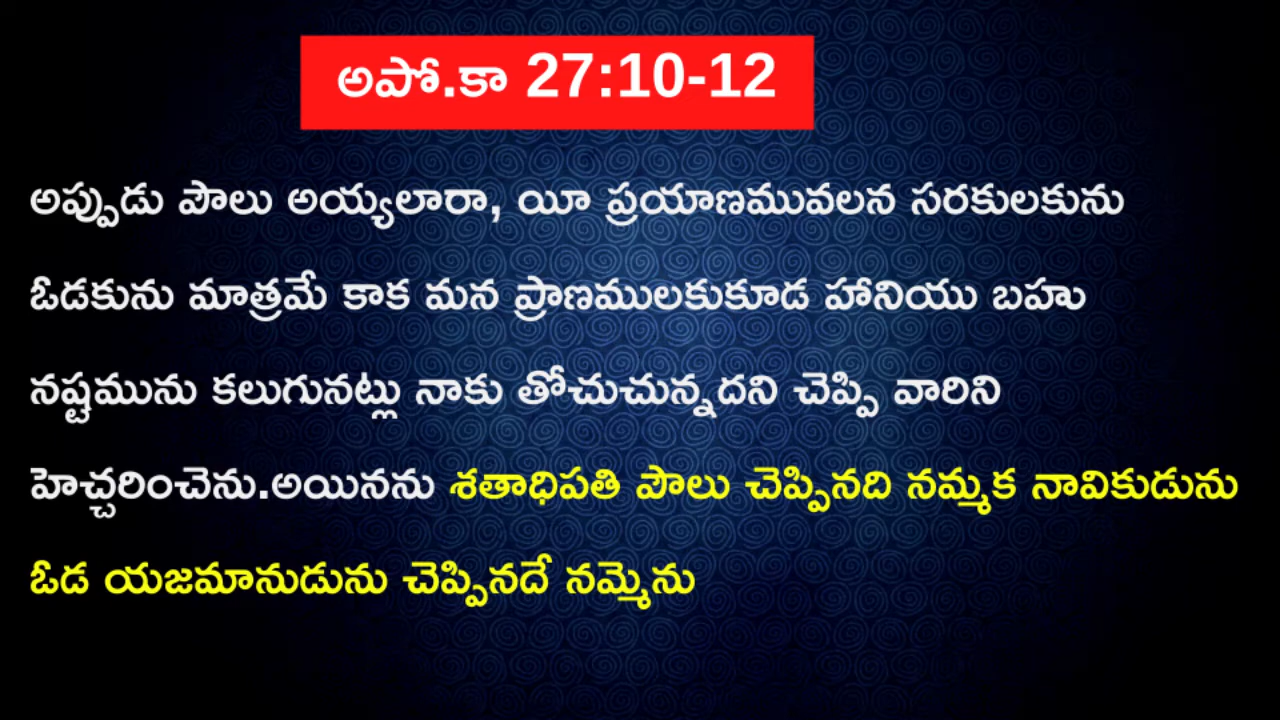 అపో.కా 27:10-12
అప్పుడు పౌలు అయ్యలారా, యీ ప్రయాణమువలన సరకులకును
ఓడకును మాత్రమే కాక మన ప్రాణములకుకూడ హానియు బహు
నష్టమును కలుగునట్లు నాకు తోచుచున్నదని చెప్పి వారిని
హెచ్చరించెను.అయినను శతాధిపతి పౌలు చెప్పినది నమ్మక నావికుడును
ఓడ యజమానుడును చెప్పినదే నమ్మెను